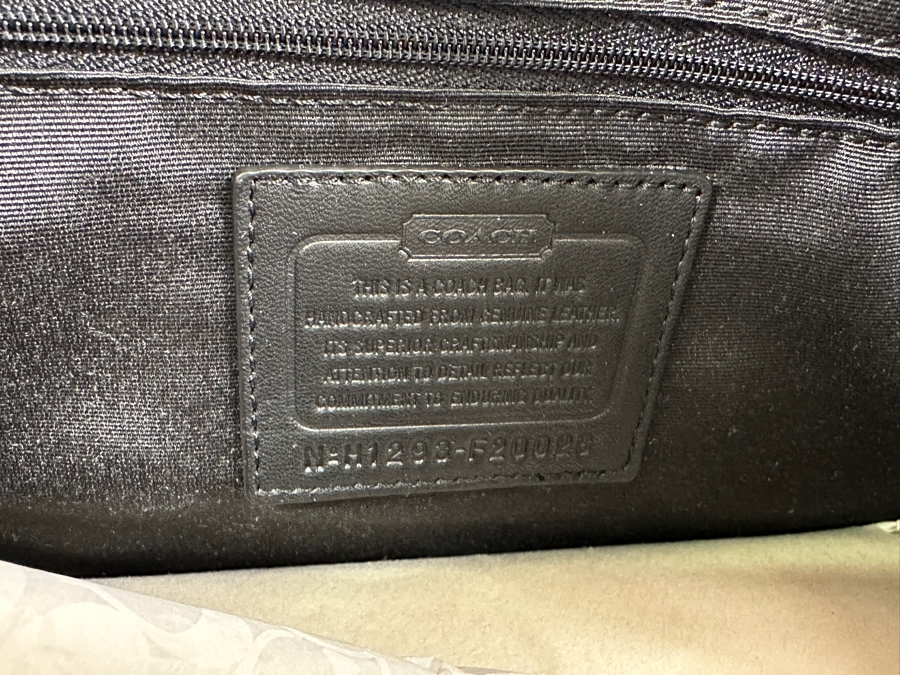 COACH
THIS IS A COACH BAG. IT WAS
HANDCRAFTED FROM GENUINE LEATHER.
ITS SUPERIOR CRAFTSMANSHIP AND
ATTENTION TO DETAIL REFLECT OUR
COMMITMENT TO ENDURING QUALITY.